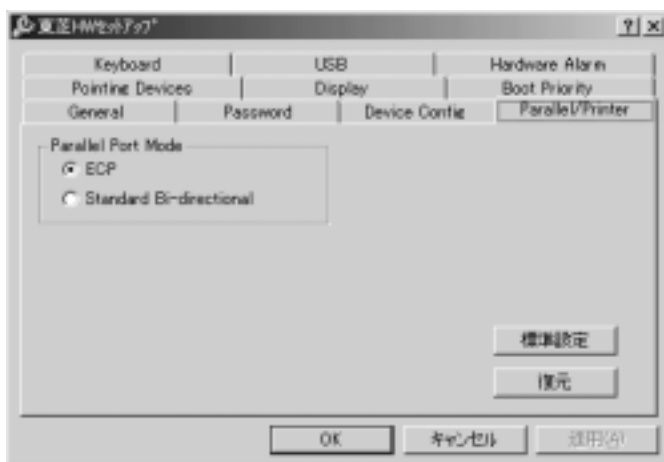 東芝HWｾｯﾄｱｯﾌﾟ
Keyboard USB Hardware Alarm
Pointing Devices Display Boot Priority
General Password Device Config Parallel/Printer
Parallel Port Mode
ECP
Standard Bi-directional
標準設定
復元
OK キャンセル 適用(A)